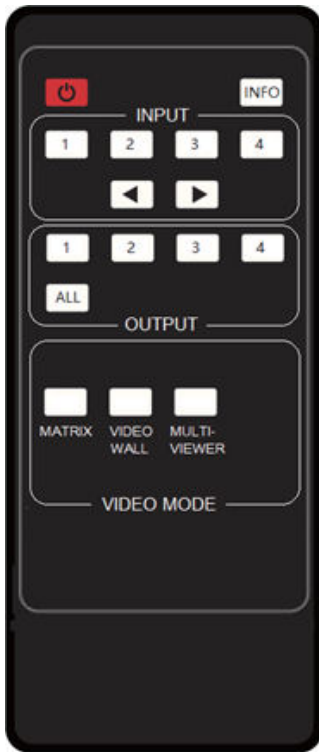 INFO
INPUT
1 2 3 4
1 2 3 4
ALL
OUTPUT
MATRIX VIDEO WALL MULTI-VIEWER
VIDEO MODE